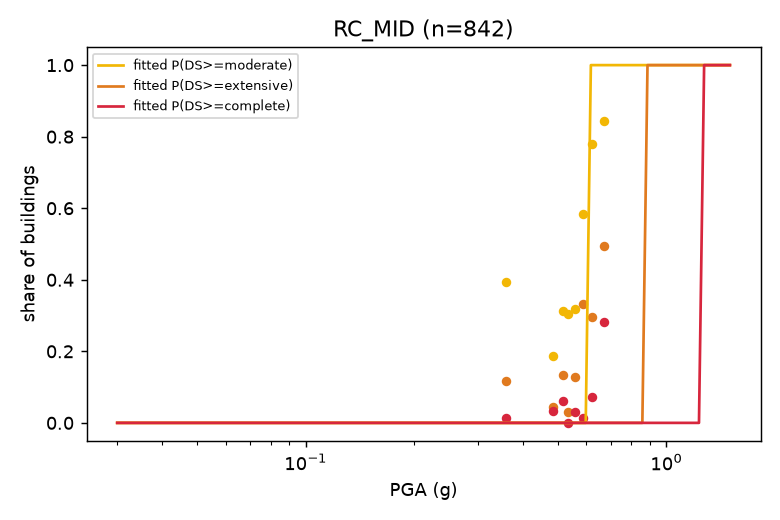 RC_MID (n=842)
fitted P(DS>=moderate)
fitted P(DS>=extensive)
fitted P(DS>=complete)
1.0
0.8
0.6
0.4
0.2
0.0
share of buildings
10⁻¹ 10⁰
PGA (g)